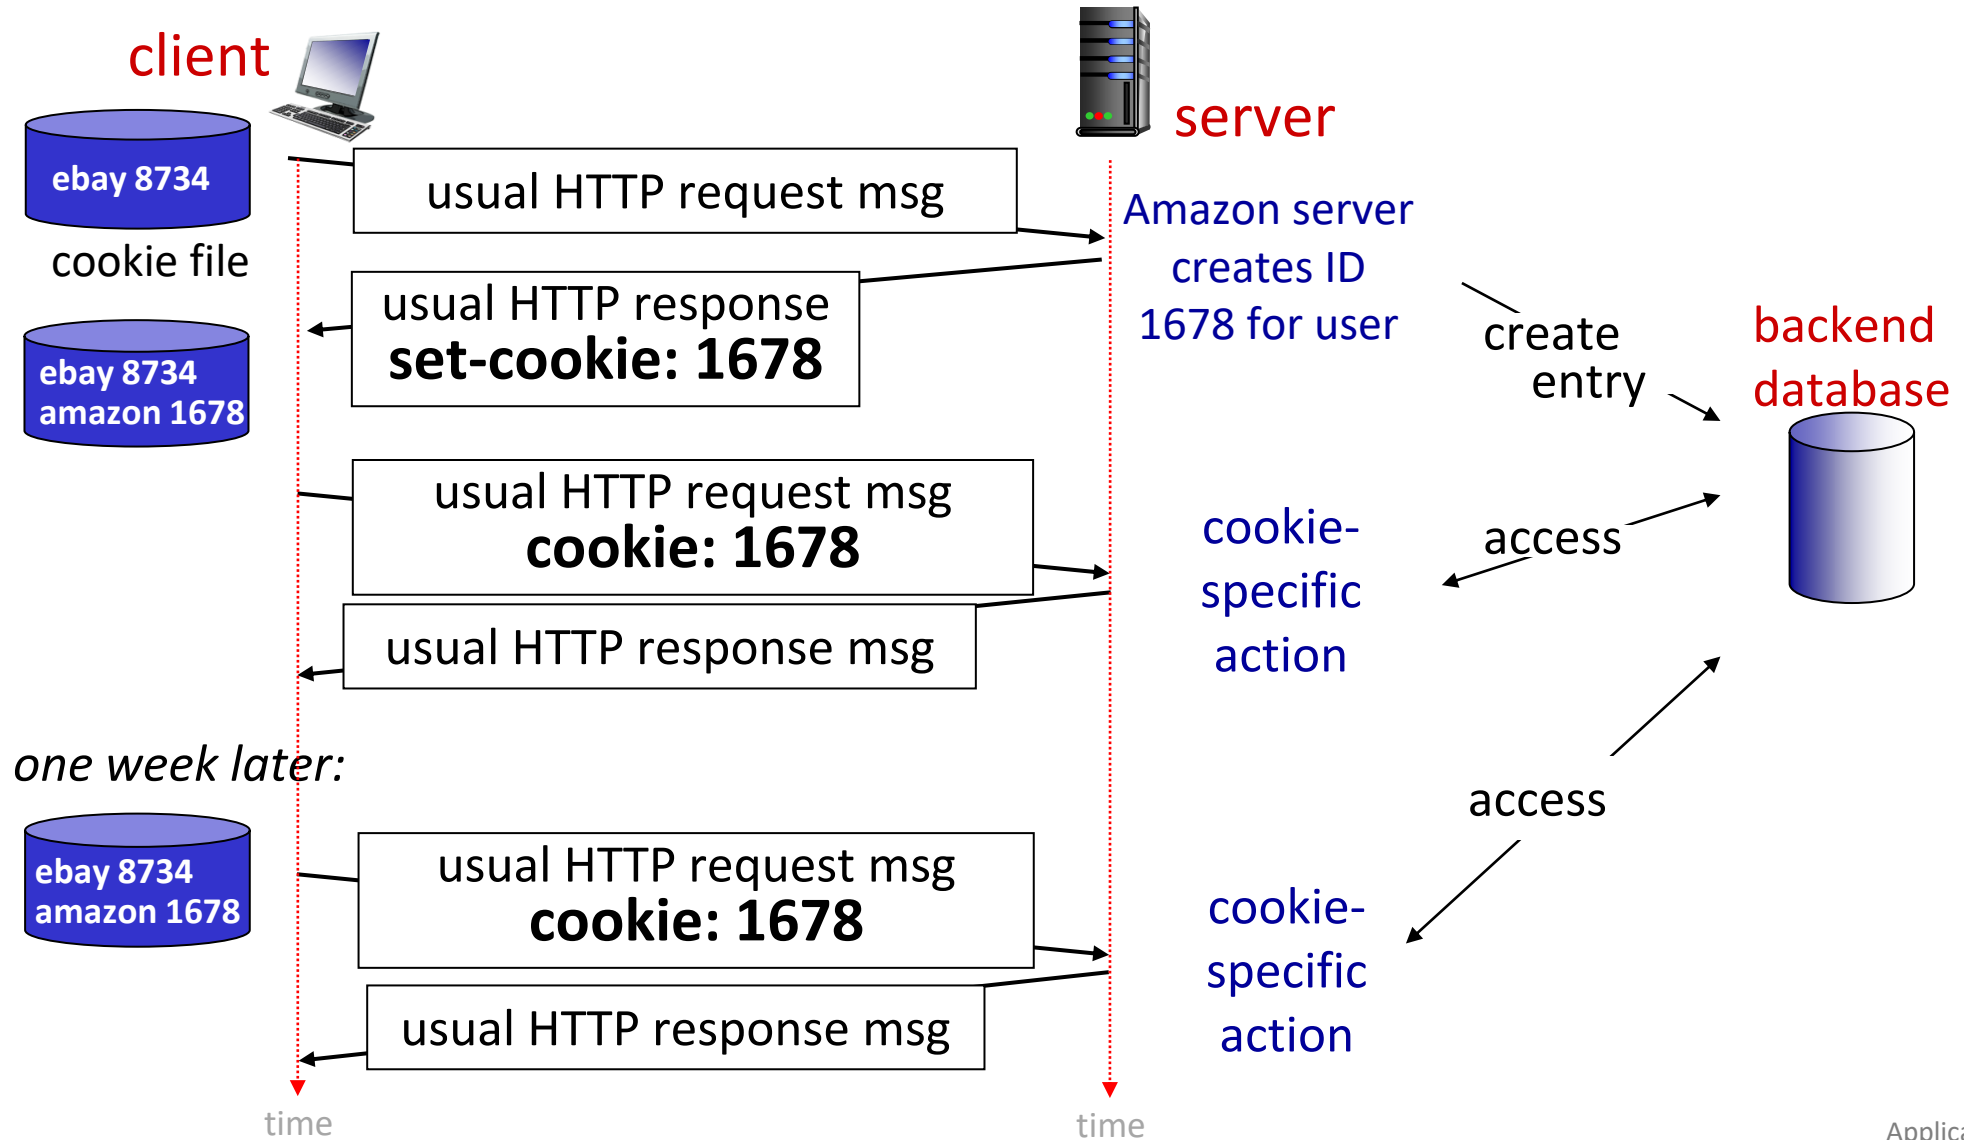 client
server
ebay 8734
cookie file
usual HTTP request msg
Amazon server
creates ID
1678 for user
usual HTTP response
set-cookie: 1678
create
entry
backend
database
ebay 8734
amazon 1678
usual HTTP request msg
cookie: 1678
cookie-
specific
action
access
usual HTTP response msg
one week later:
access
ebay 8734
amazon 1678
usual HTTP request msg
cookie: 1678
cookie-
specific
action
usual HTTP response msg
time
time